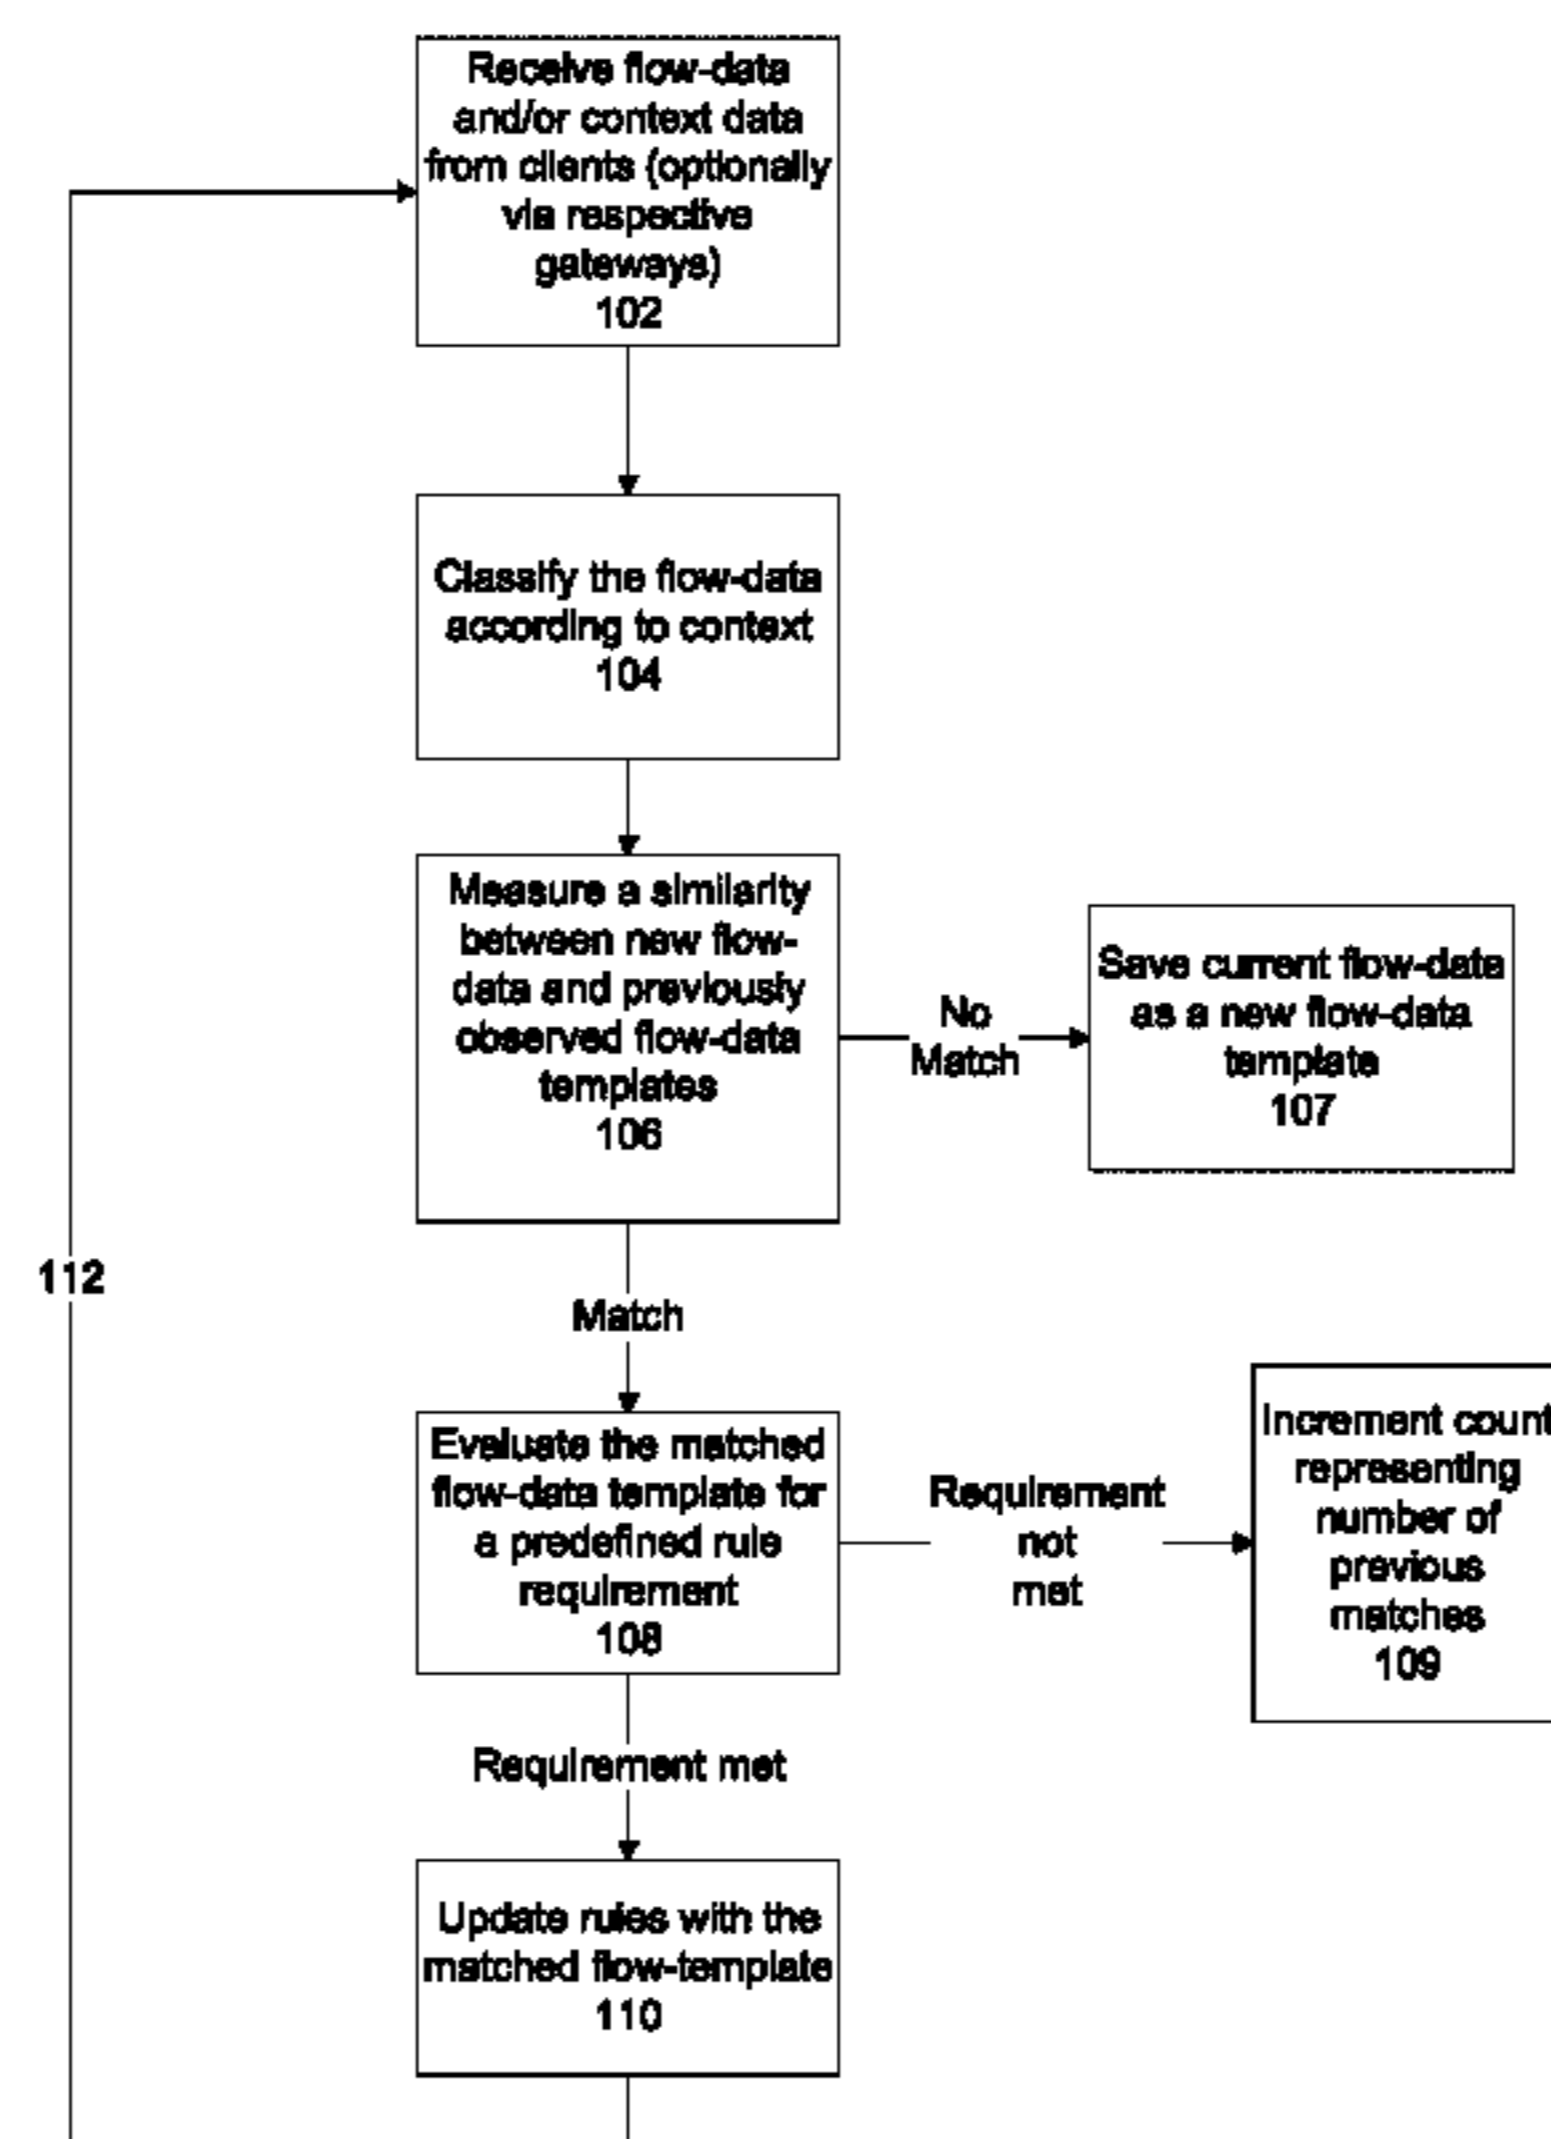 Receive flow-data
and/or context data
from clients (optionally
via respective
gateways)
102
Classify the flow-data
according to context
104
Measure a similarity
between new flow-
data and previously
observed flow-data
templates
106
No
Match
Save current flow-data
as a new flow-data
template
107
112
Match
Evaluate the matched
flow-data template for
a predefined rule
requirement
108
Requirement
not
met
Increment count
representing
number of
previous
matches
109
Requirement met
Update rules with the
matched flow-template
110